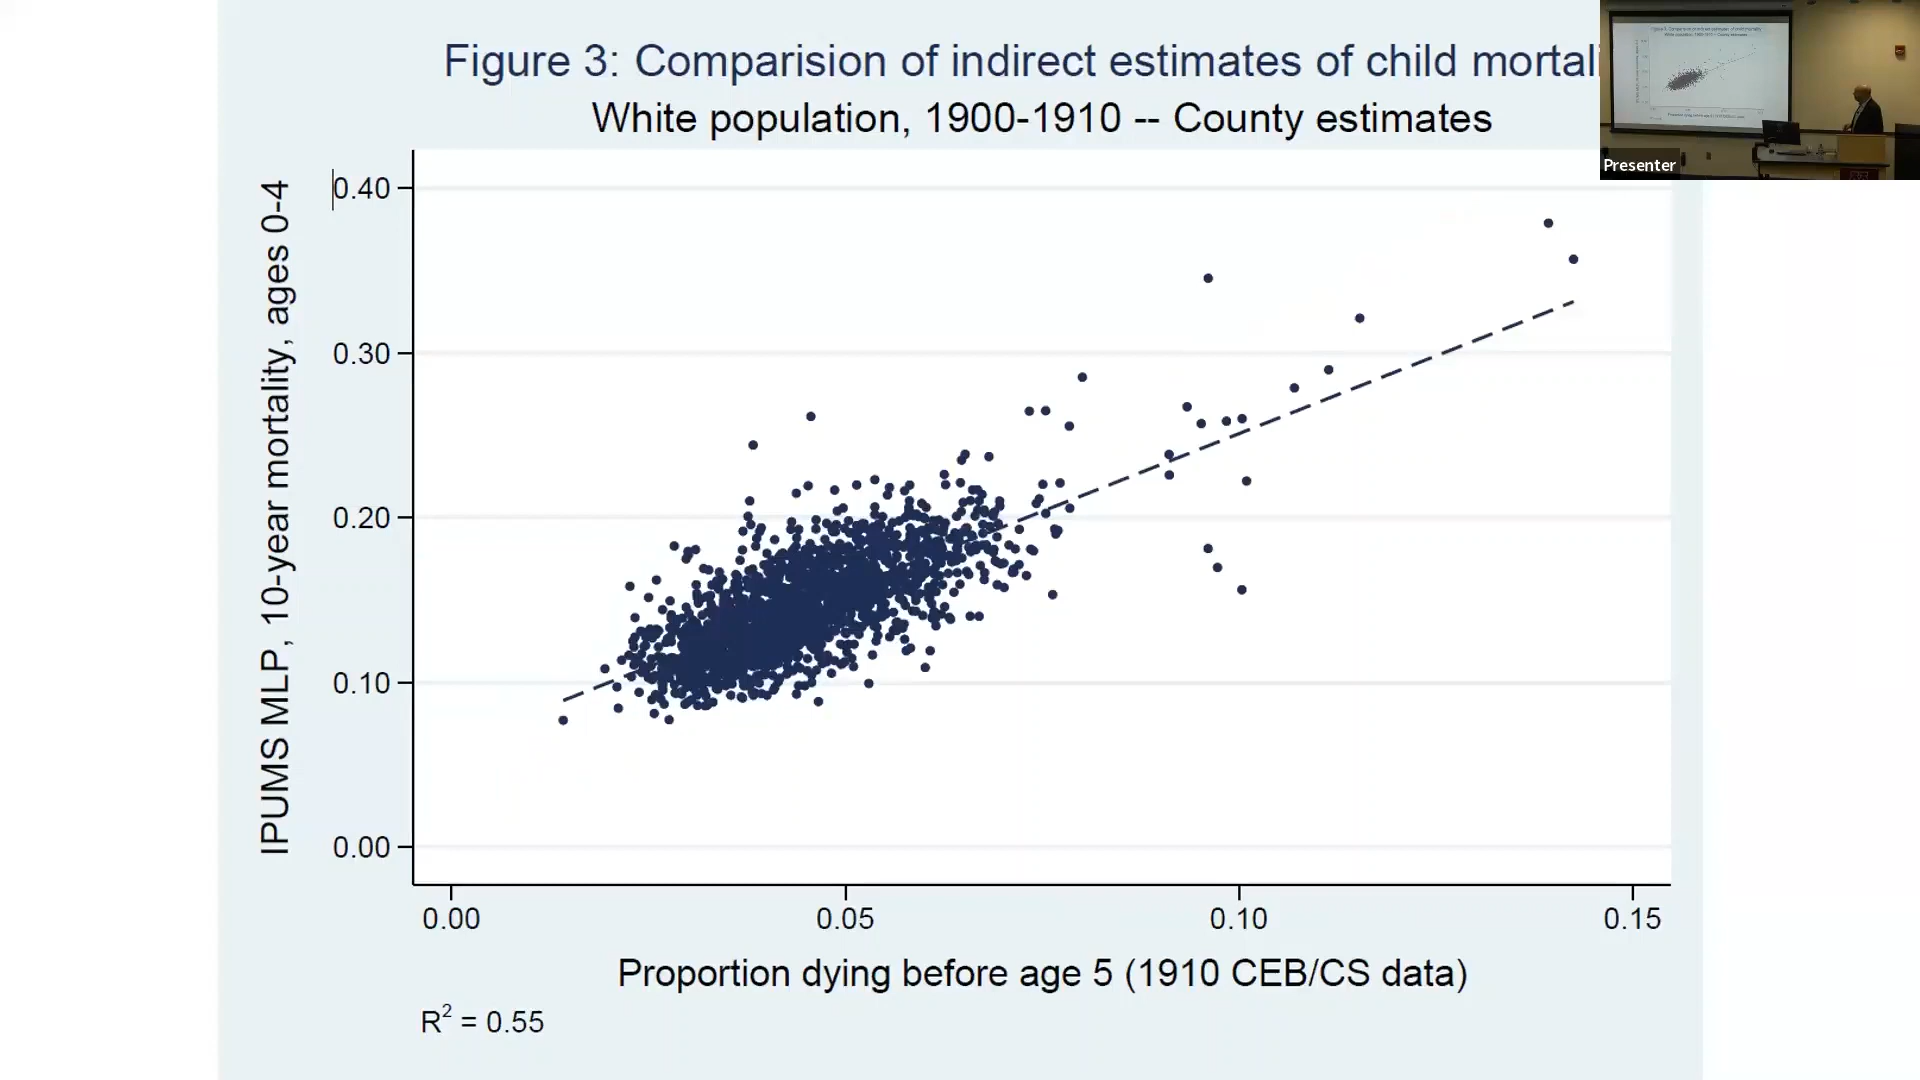 Figure 3: Comparision of indirect estimates of child mortali
White population, 1900-1910 -- County estimates
Presenter
IPUMS MLP, 10-year mortality, ages 0-4
0.40
0.30
0.20
0.10
0.00
0.00 0.05 0.10 0.15
Proportion dying before age 5 (1910 CEB/CS data)
R² = 0.55